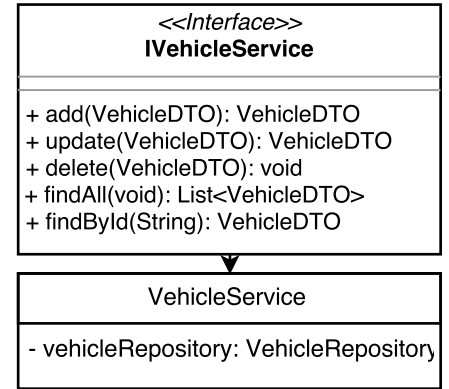 <<Interface>>
IVehicleService
+ add(VehicleDTO): VehicleDTO
+ update(VehicleDTO): VehicleDTO
+ delete(VehicleDTO): void
+ findAll(void): List<VehicleDTO>
+ findById(String): VehicleDTO
VehicleService
- vehicleRepository: VehicleRepository